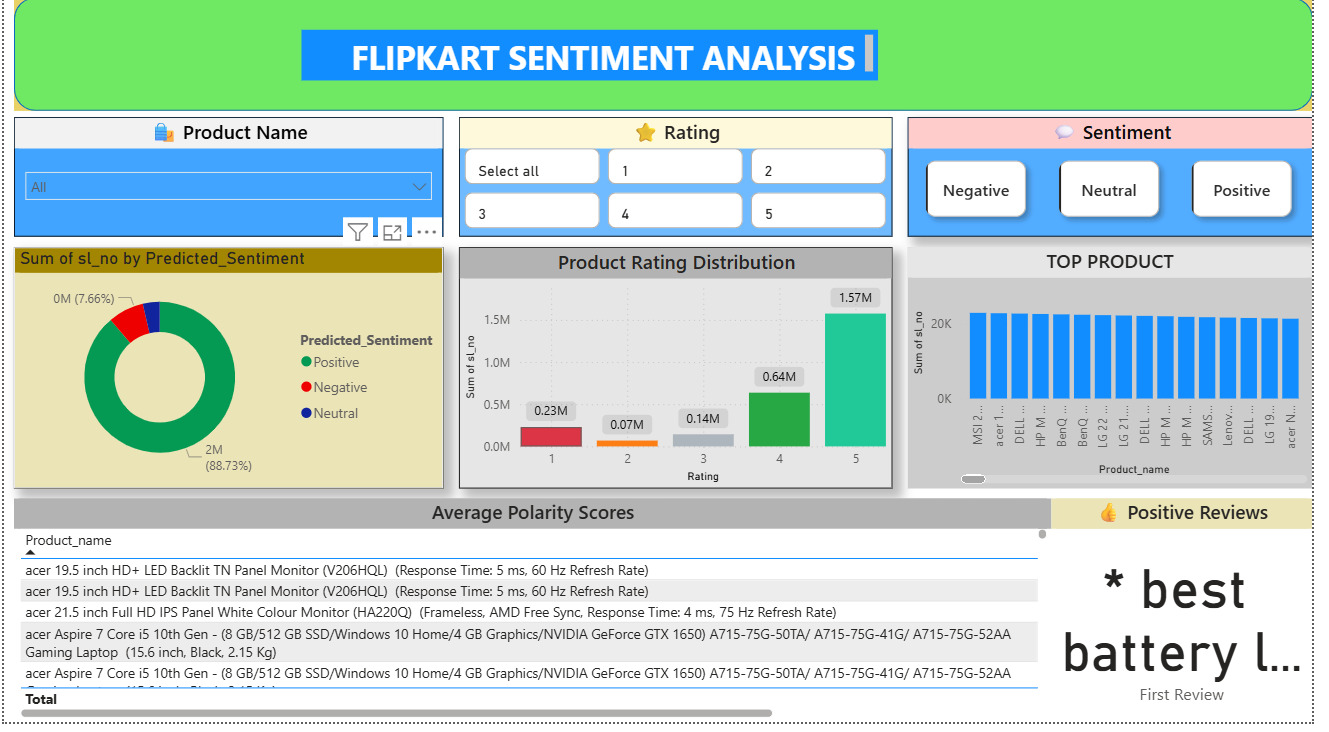 FLIPKART SENTIMENT ANALYSIS
Product Name
All
Rating
Select all
1
2
3
4
5
Sentiment
Negative
Neutral
Positive
Sum of sl_no by Predicted_Sentiment
0M (7.66%)
2M
(88.73%)
Predicted_Sentiment
Positive
Negative
Neutral
Product Rating Distribution
Sum of sl_no
1.5M
1.0M
0.5M
0.0M
0.23M
0.07M
0.14M
0.64M
1.57M
1
2
3
4
5
Rating
TOP PRODUCT
Sum of sl_no
20K
0K
MSI 2...
acer 1...
DELL ...
HP M ...
BenQ ...
BenQ ...
LG 22 ...
LG 21....
DELL ...
HP M ...
HP M ...
SAMS...
Lenov...
DELL ...
LG 19...
acer N...
Product_name
Average Polarity Scores
Product_name
acer 19.5 inch HD+ LED Backlit TN Panel Monitor (V206HQL) (Response Time: 5 ms, 60 Hz Refresh Rate)
acer 19.5 inch HD+ LED Backlit TN Panel Monitor (V206HQL) (Response Time: 5 ms, 60 Hz Refresh Rate)
acer 21.5 inch Full HD IPS Panel White Colour Monitor (HA220Q) (Frameless, AMD Free Sync, Response Time: 4 ms, 75 Hz Refresh Rate)
acer Aspire 7 Core i5 10th Gen - (8 GB/512 GB SSD/Windows 10 Home/4 GB Graphics/NVIDIA GeForce GTX 1650) A715-75G-50TA/ A715-75G-41G/ A715-75G-52AA
Gaming Laptop (15.6 inch, Black, 2.15 Kg)
acer Aspire 7 Core i5 10th Gen - (8 GB/512 GB SSD/Windows 10 Home/4 GB Graphics/NVIDIA GeForce GTX 1650) A715-75G-50TA/ A715-75G-41G/ A715-75G-52AA
Total
Positive Reviews
* best
battery l...
First Review